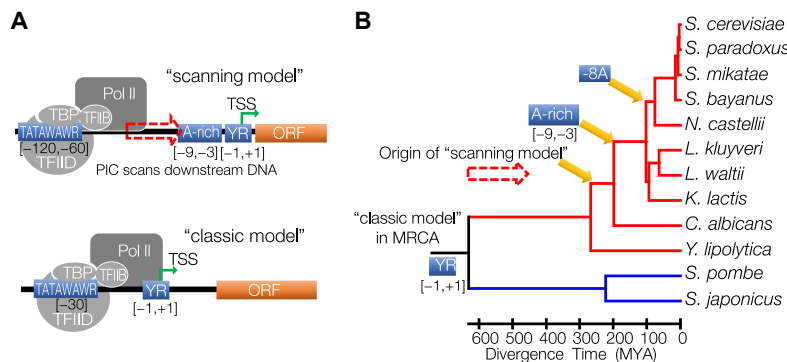 A
"scanning model"
Pol II
TBP
TFIIB
TSS
TATAWAWR
A-rich
YR
ORF
[−120,−60]
[−9,−3]
[−1,+1]
TFIID
PIC scans downstream DNA
"classic model"
Pol II
TSS
TBP
TFIIB
TATAWAWR
YR
ORF
[−30]
[−1,+1]
TFIID
B
S. cerevisiae
S. paradoxus
-8A
S. mikatae
S. bayanus
A-rich
[−9,−3]
N. castellii
Origin of "scanning model"
L. kluyveri
L. waltii
K. lactis
"classic model"
in MRCA
C. albicans
Y. lipolytica
YR
[−1,+1]
S. pombe
S. japonicus
600 500 400 300 200 100 0
Divergence Time (MYA)